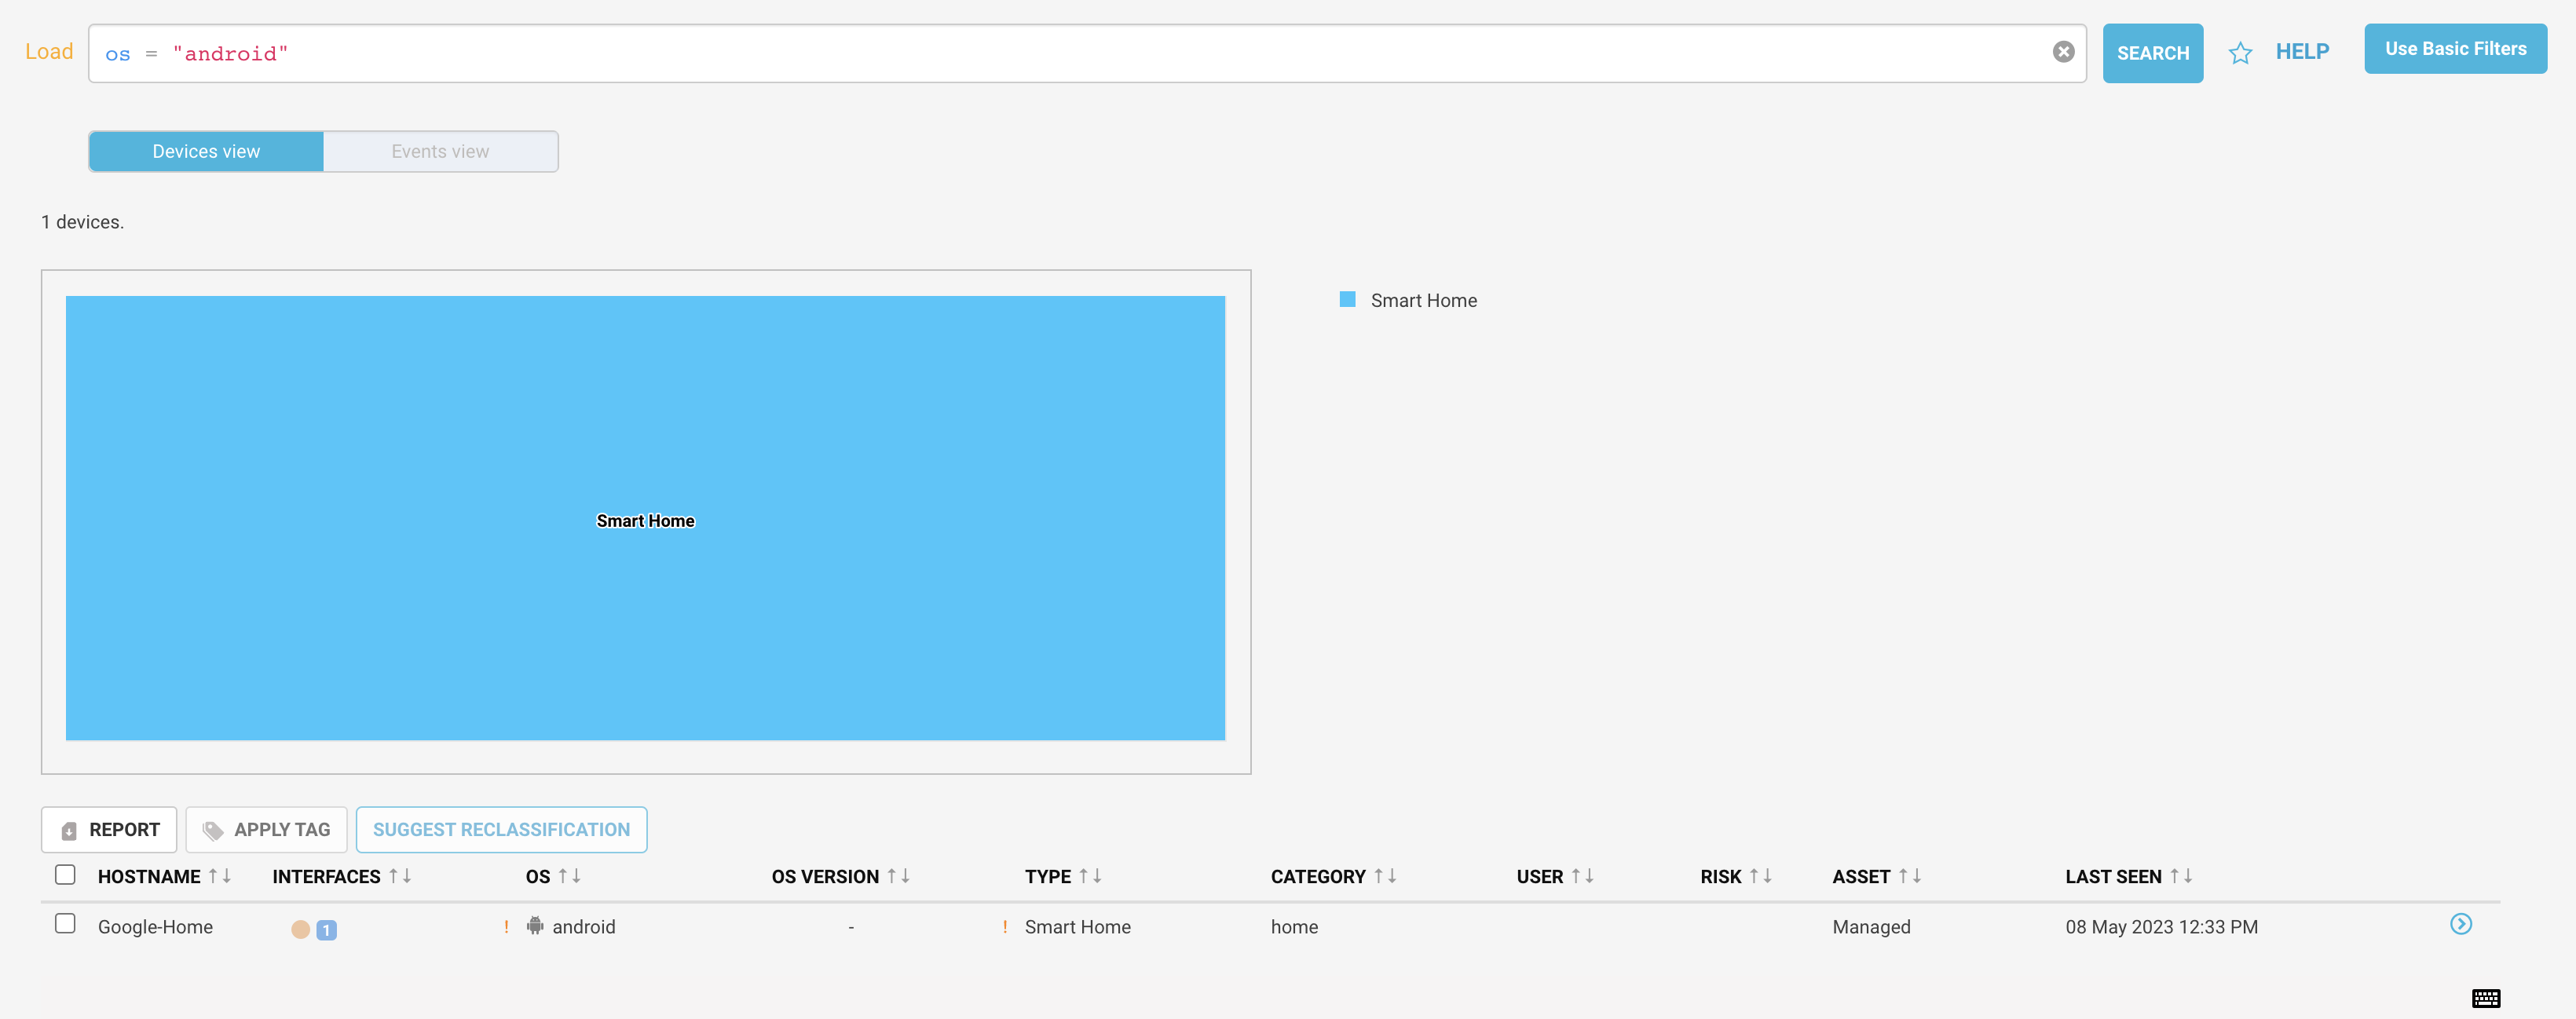 Load os = "android" SEARCH HELP Use Basic Filters
Devices view Events view
1 devices.
Smart Home
Smart Home
REPORT APPLY TAG SUGGEST RECLASSIFICATION
HOSTNAME INTERFACES OS OS VERSION TYPE CATEGORY USER RISK ASSET LAST SEEN
Google-Home 1 ! android - ! Smart Home home Managed 08 May 2023 12:33 PM